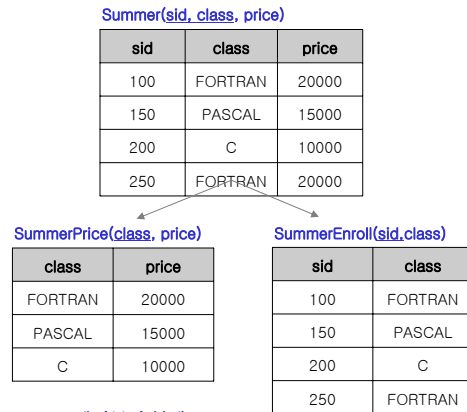 Summer(sid, class, price)
sid class price
100 FORTRAN 20000
150 PASCAL 15000
200 C 10000
250 FORTRAN 20000
SummerPrice(class, price)
class price
FORTRAN 20000
PASCAL 15000
C 10000
SummerEnroll(sid,class)
sid class
100 FORTRAN
150 PASCAL
200 C
250 FORTRAN